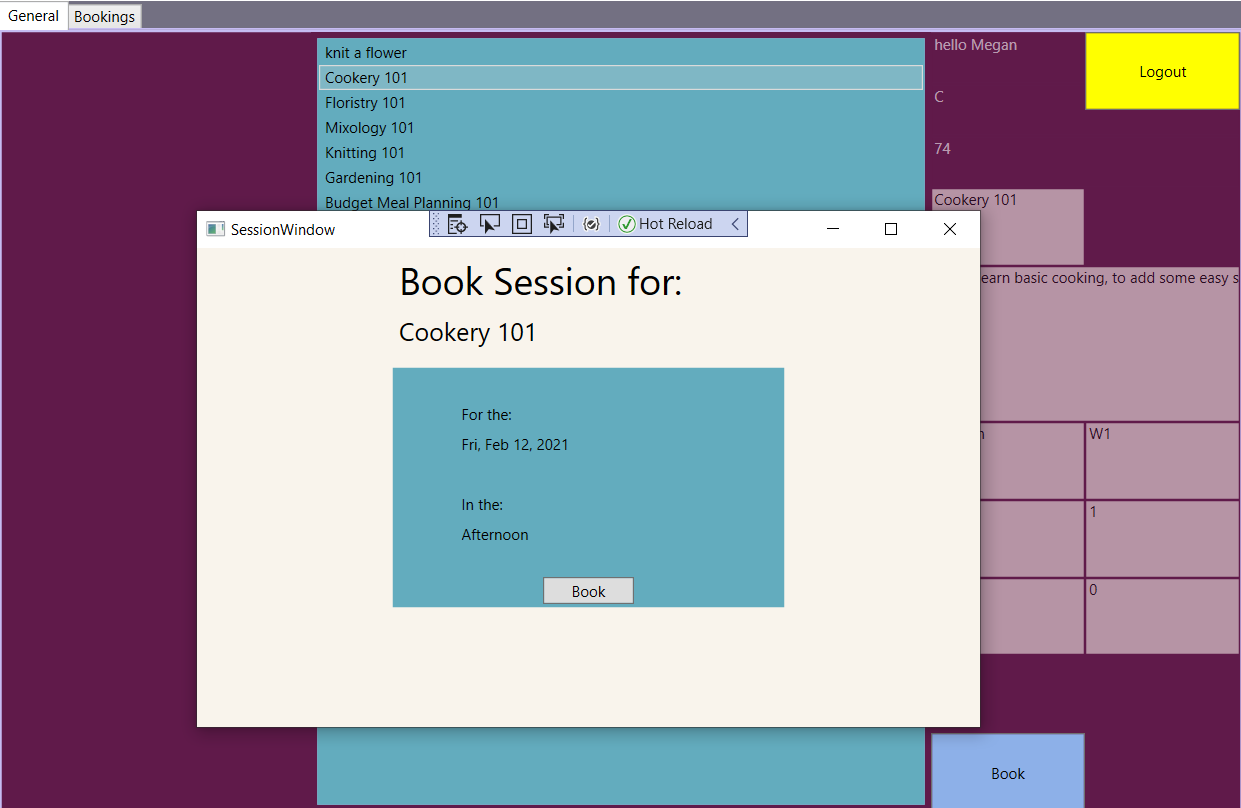 General
Bookings
knit a flower
Cookery 101
Floristry 101
Mixology 101
Knitting 101
Gardening 101
Budget Meal Planning 101
hello Megan
Logout
C
74
Cookery 101
basic cooking, to add some easy
W1
1
0
Book
SessionWindow
Hot Reload
Book Session for:
Cookery 101
For the:
Fri, Feb 12, 2021
In the:
Afternoon
Book